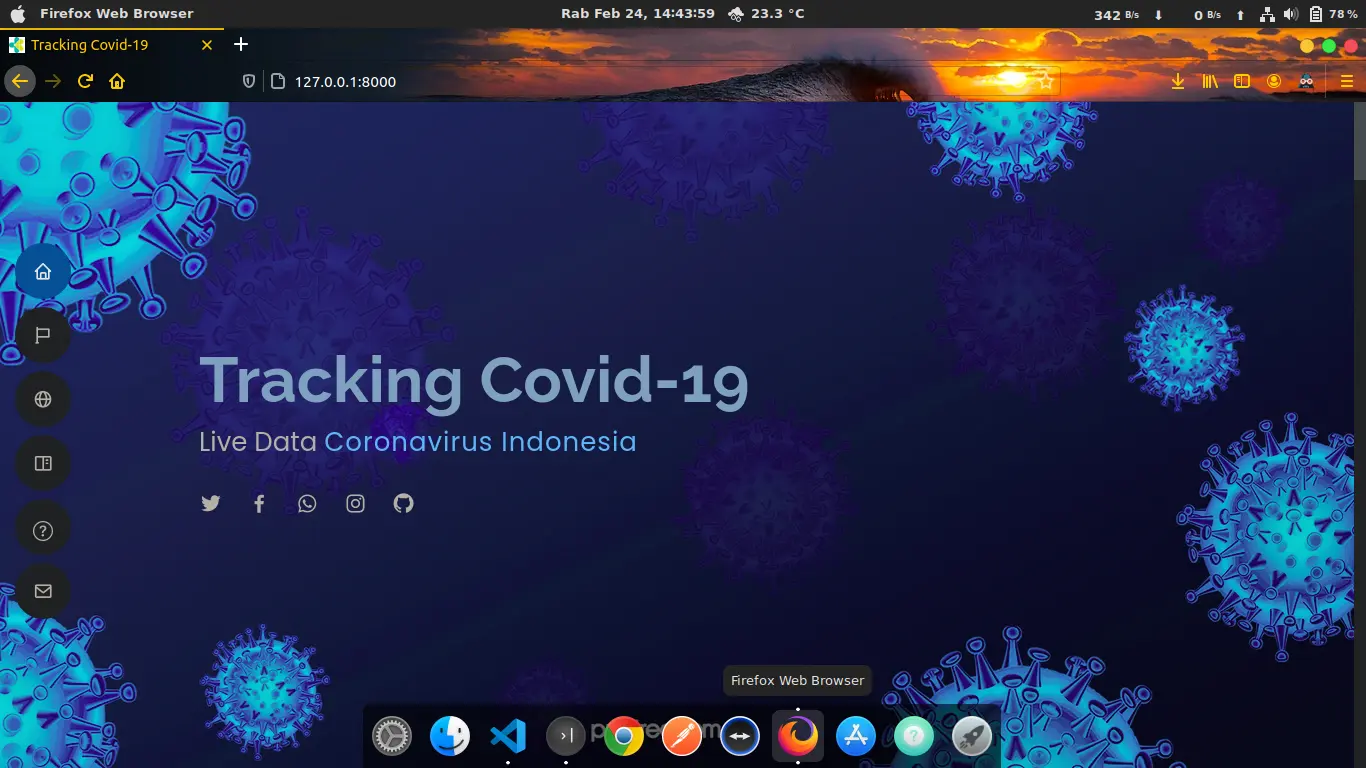 Firefox Web Browser
Rab Feb 24, 14:43:59 23.3 °C
342 B/s 0 B/s 78 %
Tracking Covid-19
127.0.0.1:8000
Tracking Covid-19
Live Data Coronavirus Indonesia
Firefox Web Browser